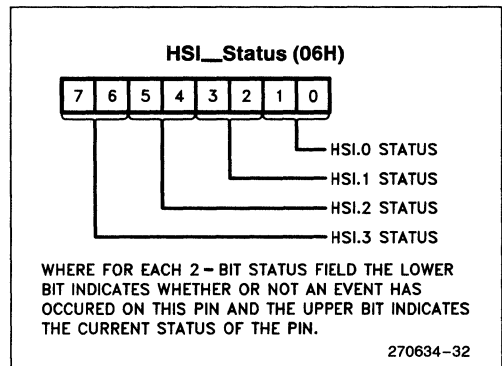 HSI__Status (06H)
7 6 5 4 3 2 1 0
HSI.0 STATUS
HSI.1 STATUS
HSI.2 STATUS
HSI.3 STATUS
WHERE FOR EACH 2 – BIT STATUS FIELD THE LOWER
BIT INDICATES WHETHER OR NOT AN EVENT HAS
OCCURED ON THIS PIN AND THE UPPER BIT INDICATES
THE CURRENT STATUS OF THE PIN.
270634–32